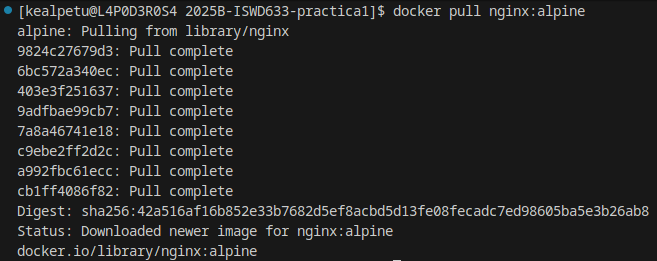 [kealpetu@L4P0D3R0S4 2025B-ISWD633-practica1]$ docker pull nginx:alpine
alpine: Pulling from library/nginx
9824c27679d3: Pull complete
6bc572a340ec: Pull complete
403e3f251637: Pull complete
9adfbae99cb7: Pull complete
7a8a46741e18: Pull complete
c9ebe2ff2d2c: Pull complete
a992fbc61ecc: Pull complete
cb1ff4086f82: Pull complete
Digest: sha256:42a516af16b852e33b7682d5ef8acbd5d13fe08fecadc7ed98605ba5e3b26ab8
Status: Downloaded newer image for nginx:alpine
docker.io/library/nginx:alpine